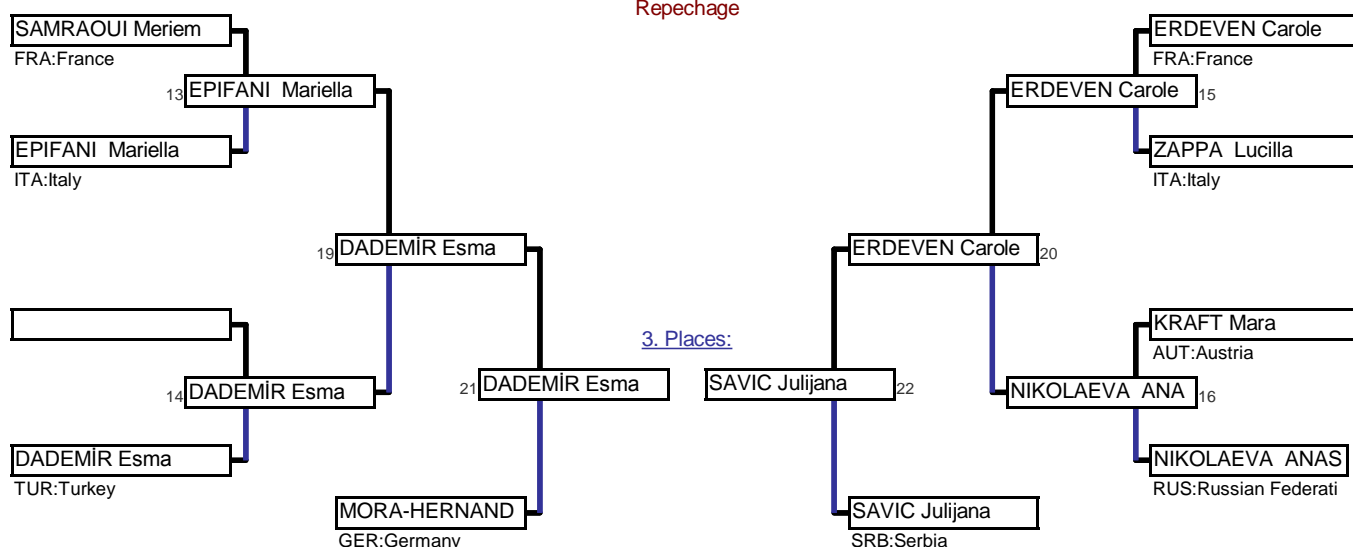 Repechage
SAMRAOUI Meriem
FRA:France
13 EPIFANI Mariella
EPIFANI Mariella
ITA:Italy
19 DADEMİR Esma
14 DADEMİR Esma
DADEMİR Esma
TUR:Turkey
3. Places:
21 DADEMİR Esma
MORA-HERNAND
GER:Germany
ERDEVEN Carole
FRA:France
ERDEVEN Carole 15
ZAPPA Lucilla
ITA:Italy
ERDEVEN Carole 20
KRAFT Mara
AUT:Austria
SAVIC Julijana 22
NIKOLAEVA ANA 16
NIKOLAEVA ANAS
RUS:Russian Federati
SAVIC Julijana
SRB:Serbia